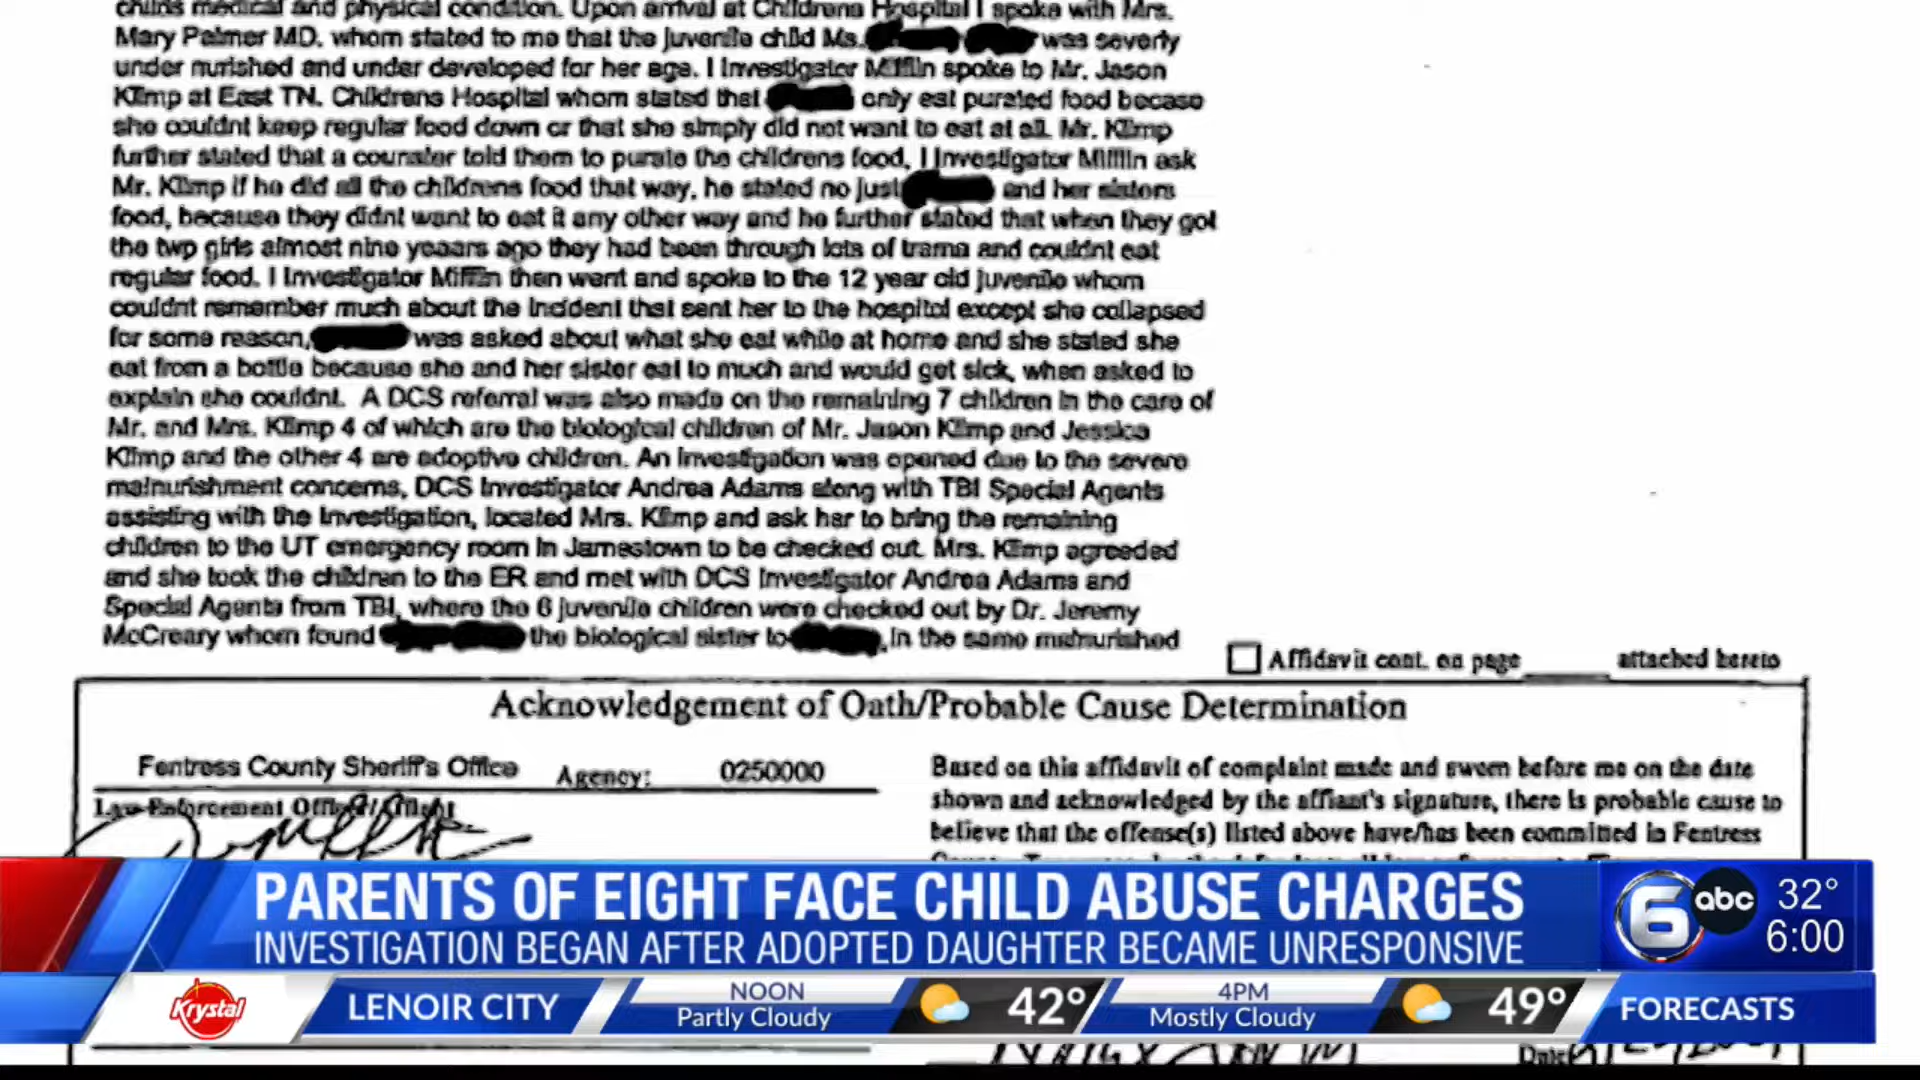 childs medical and physical condition. Upon arrival at Childrens Hospital I spoke with Mrs.
Mary Palmer MD. whom stated to me that the juvenile child Ms. was severly
under nurished and under developed for her age. I Investigator Mifflin spoke to Mr. Jason
Klimp at East TN. Childrens Hospital whom stated that only eat purated food becase
she couldnt keep regular food down or that she simply did not want to eat at all. Mr. Klimp
further stated that a counsler told them to purate the childrens food, I Investigator Mifflin ask
Mr. Klimp if he did all the childrens food that way, he stated no just and her sisters
food, because they didnt want to eat it any other way and he further stated that when they got
the twp girls almost nine yeaars ago they had been through lots of trama and couldnt eat
regular food. I Investigator Mifflin then went and spoke to the 12 year old juvenile whom
couldnt remember much about the incident that sent her to the hospital except she collapsed
for some reason, was asked about what she eat while at home and she stated she
eat from a bottle because she and her sister eat to much and would get sick, when asked to
explain she couldnt. A DCS referral was also made on the remaining 7 children in the care of
Mr. and Mrs. Klimp 4 of which are the biological children of Mr. Jason Klimp and Jessica
Klimp and the other 4 are adoptive children. An investigation was opened due to the severe
malnurishment concerns, DCS Investigator Andrea Adams along with TBI Special Agents
assisting with the investigation, located Mrs. Klimp and ask her to bring the remaining
children to the UT emergency room in Jamestown to be checked out. Mrs. Klimp agreeded
and she took the children to the ER and met with DCS Investigator Andrea Adams and
Special Agents from TBI, where the 6 juvenile children were checked out by Dr. Jeremy
McCreary whom found the biological sister to , in the same malnurished
Affidavit cont. on page ______ attached hereto
Acknowledgement of Oath/Probable Cause Determination
Fentress County Sheriff's Office Agency: 0250000
Law Enforcement
Based on this affidavit of complaint made and sworn before me on the date
shown and acknowledged by the affiant's signature, there is probable cause to
believe that the offense(s) listed above have/has been committed in Fentress
PARENTS OF EIGHT FACE CHILD ABUSE CHARGES
INVESTIGATION BEGAN AFTER ADOPTED DAUGHTER BECAME UNRESPONSIVE
6 abc 32°
6:00
Krystal
LENOIR CITY
NOON
Partly Cloudy
42°
4PM
Mostly Cloudy
49°
FORECASTS
Date